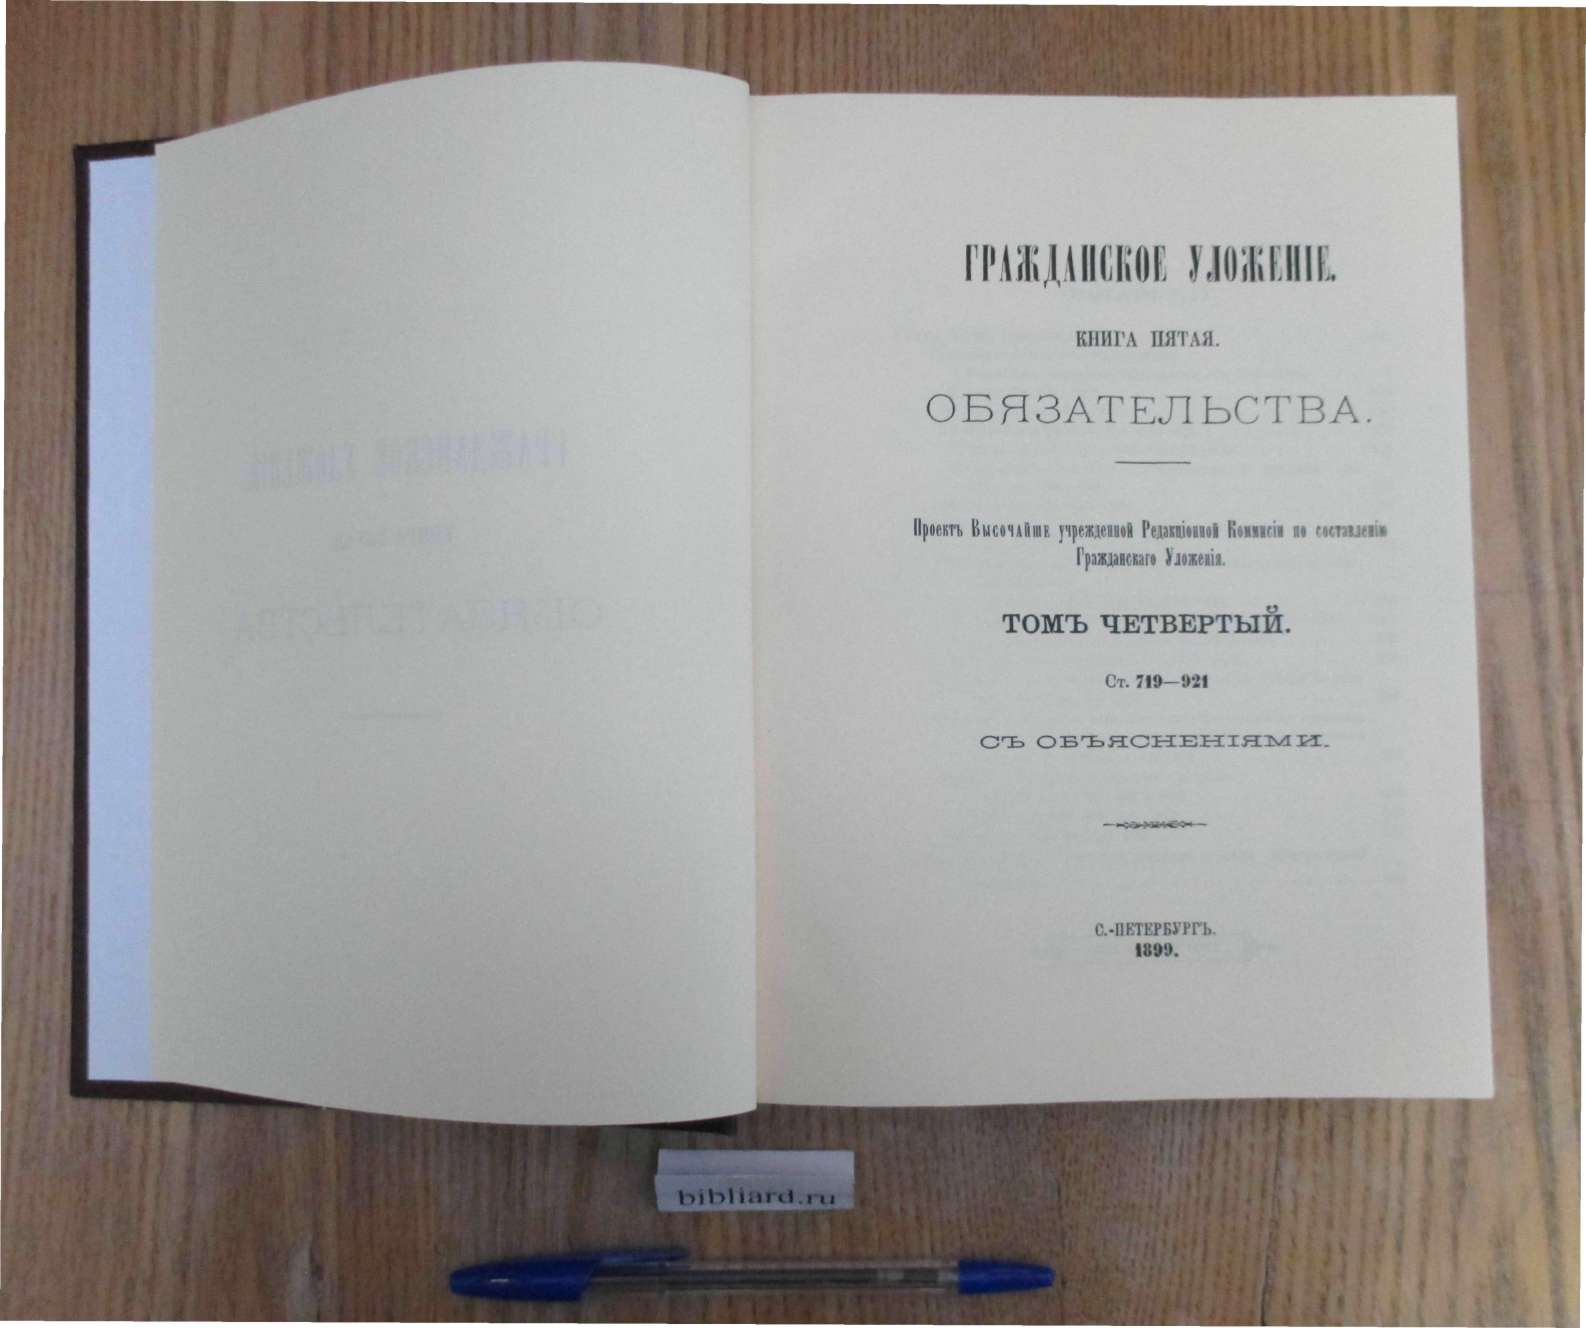 ГРАЖДАНСКОЕ УЛОЖЕНІЕ.
КНИГА ПЯТАЯ.
ОБЯЗАТЕЛЬСТВА.
Проектъ Высочайше учрежденной Редакціонной Коммисіи по составленію
Гражданскаго Уложенія.
ТОМЪ ЧЕТВЕРТЫЙ.
Ст. 719—921
СЪ ОБЪЯСНЕНІЯМИ.
С.-ПЕТЕРБУРГЪ.
1899.
bibliard.ru